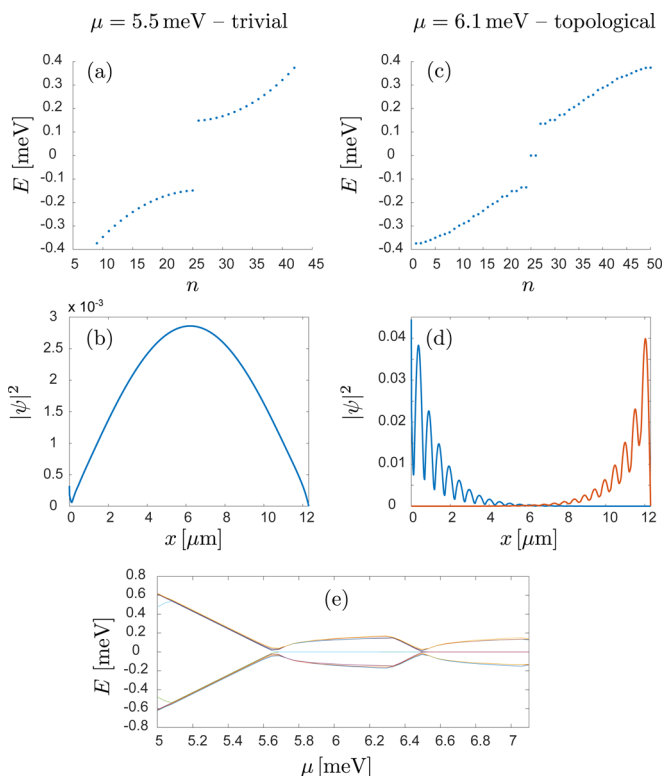 μ = 5.5 meV – trivial
μ = 6.1 meV – topological
(a)
E [meV]
0.4
0.3
0.2
0.1
0
-0.1
-0.2
-0.3
-0.4
5 10 15 20 25 30 35 40 45
n
(c)
E [meV]
0.4
0.3
0.2
0.1
0
-0.1
-0.2
-0.3
-0.4
0 5 10 15 20 25 30 35 40 45 50
n
x 10⁻³
(b)
|ψ|²
3
2.5
2
1.5
1
0.5
0
0 2 4 6 8 10 12
x [μm]
(d)
|ψ|²
0.04
0.03
0.02
0.01
0
0 2 4 6 8 10 12
x [μm]
(e)
E [meV]
0.8
0.6
0.4
0.2
0
-0.2
-0.4
-0.6
-0.8
5 5.2 5.4 5.6 5.8 6 6.2 6.4 6.6 6.8 7
μ [meV]